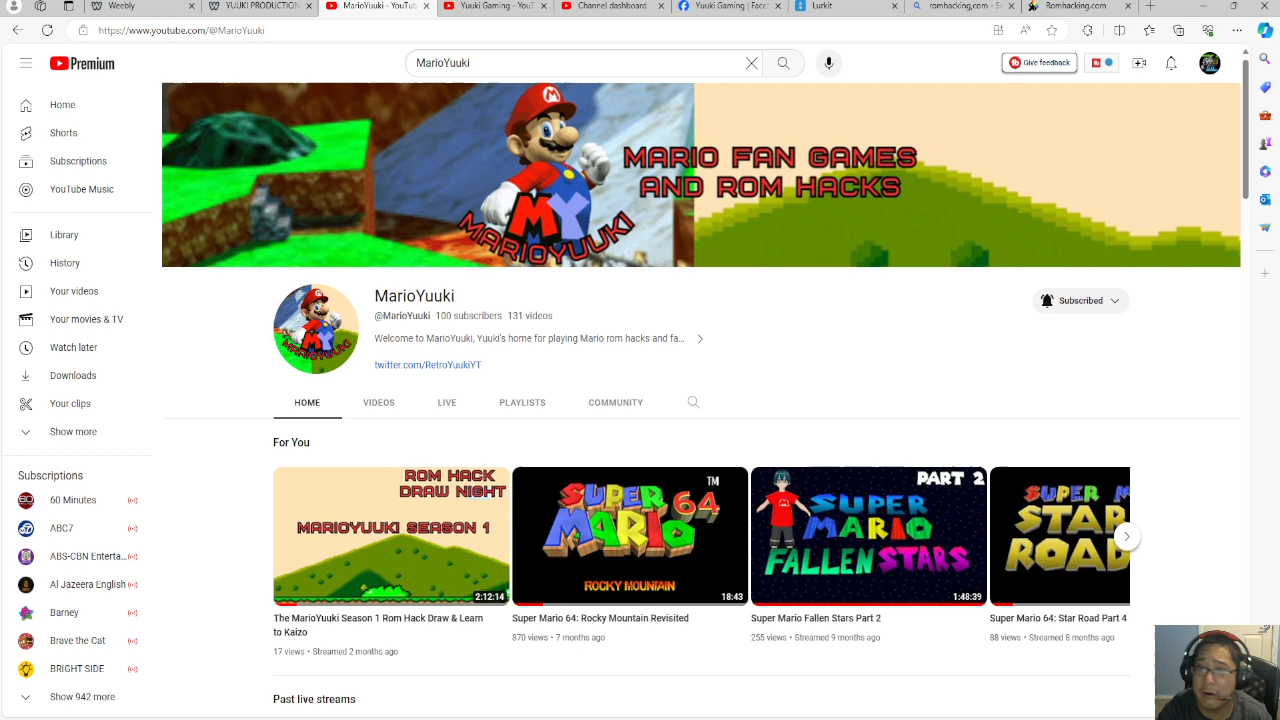 Weebly
Yuuki Gaming
MarioYuuki
Yuuki Gaming - YouT
Channel dashboard
Yuuki Gaming
Lurkit
romhacking.com - Se
Romhacking.com
https://www.youtube.com/@MarioYuuki
Premium
MarioYuuki
Give feedback
Home
Shorts
Subscriptions
YouTube Music
Library
History
Your videos
Your movies & TV
Watch later
Downloads
Your clips
Show more
Subscriptions
60 Minutes
ABC7
ABS-CBN Enterta...
Al Jazeera English
Barney
Brave the Cat
BRIGHT SIDE
Show 942 more
MARIO FAN GAMES
AND ROM HACKS
MY
MARIOYUUKI
MY
MARIOYUUKI
MarioYuuki
@MarioYuuki 100 subscribers 131 videos
Welcome to MarioYuuki, Yuuki's home for playing Mario rom hacks and fa...
twitter.com/RetroYuukiYT
Subscribed
HOME VIDEOS LIVE PLAYLISTS COMMUNITY
For You
ROM HACK
DRAW NIGHT
MARIOYUUKI SEASON 1
2:12:14
The MarioYuuki Season 1 Rom Hack Draw & Learn
to Kaizo
17 views • Streamed 2 months ago
SUPER MARIO 64 TM
ROCKY MOUNTAIN
18:43
Super Mario 64: Rocky Mountain Revisited
870 views • 7 months ago
PART 2
SUPER
MARIO
FALLEN STARS
1:48:39
Super Mario Fallen Stars Part 2
255 views • Streamed 9 months ago
SUPER M
STAR
ROAD
Super Mario 64: Star Road Part 4
88 views • Streamed 8 months ago
Past live streams